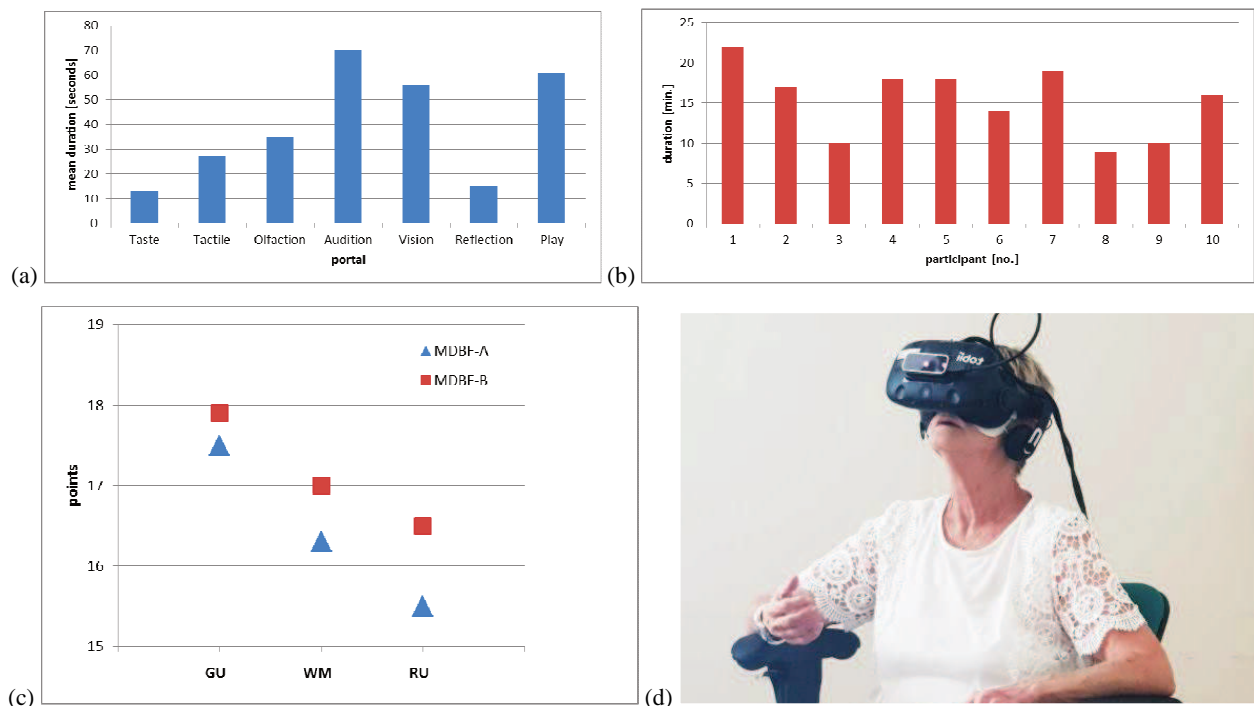 80
70
60
50
40
30
20
10
0
mean duration [seconds]
Taste Tactile Olfaction Audition Vision Reflection Play
portal
(a)
25
20
15
10
5
0
duration [min.]
1 2 3 4 5 6 7 8 9 10
participant [no.]
(b)
19
18
17
16
15
points
MDBF-A
MDBF-B
GU WM RU
(c)
tobii
(d)